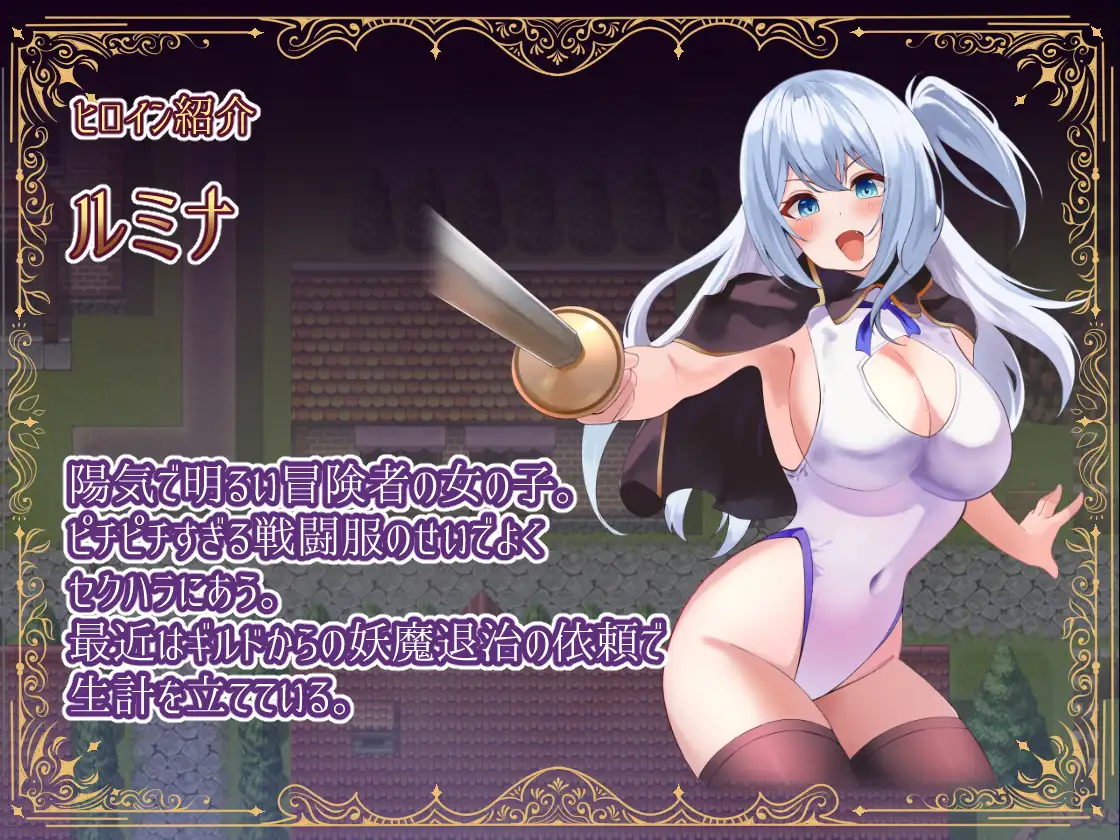 ヒロイン紹介
ルミナ
陽気で明るい冒険者の女の子。
ピチピチすぎる戦闘服のせいでよく
セクハラにあう。
最近はギルドからの妖魔退治の依頼で
生計を立てている。